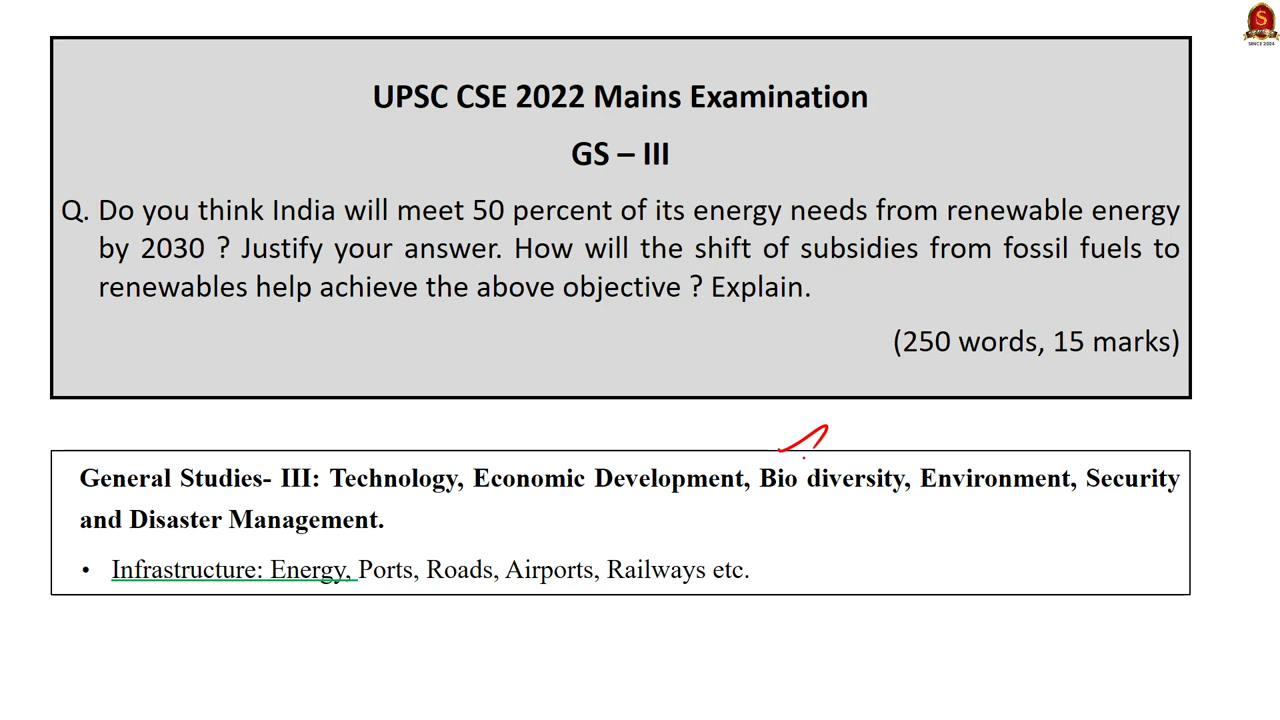 S
SINCE 2004
UPSC CSE 2022 Mains Examination
GS – III
Q. Do you think India will meet 50 percent of its energy needs from renewable energy
by 2030 ? Justify your answer. How will the shift of subsidies from fossil fuels to
renewables help achieve the above objective ? Explain.
(250 words, 15 marks)
General Studies- III: Technology, Economic Development, Bio diversity, Environment, Security
and Disaster Management.
• Infrastructure: Energy, Ports, Roads, Airports, Railways etc.